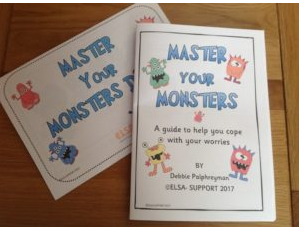 MASTER
YOUR
MONSTERS
MASTER
YOUR
MONSTERS
A guide to help you cope
with your worries
BY
Debbie Palphreyman
@ELSA- SUPPORT 2017